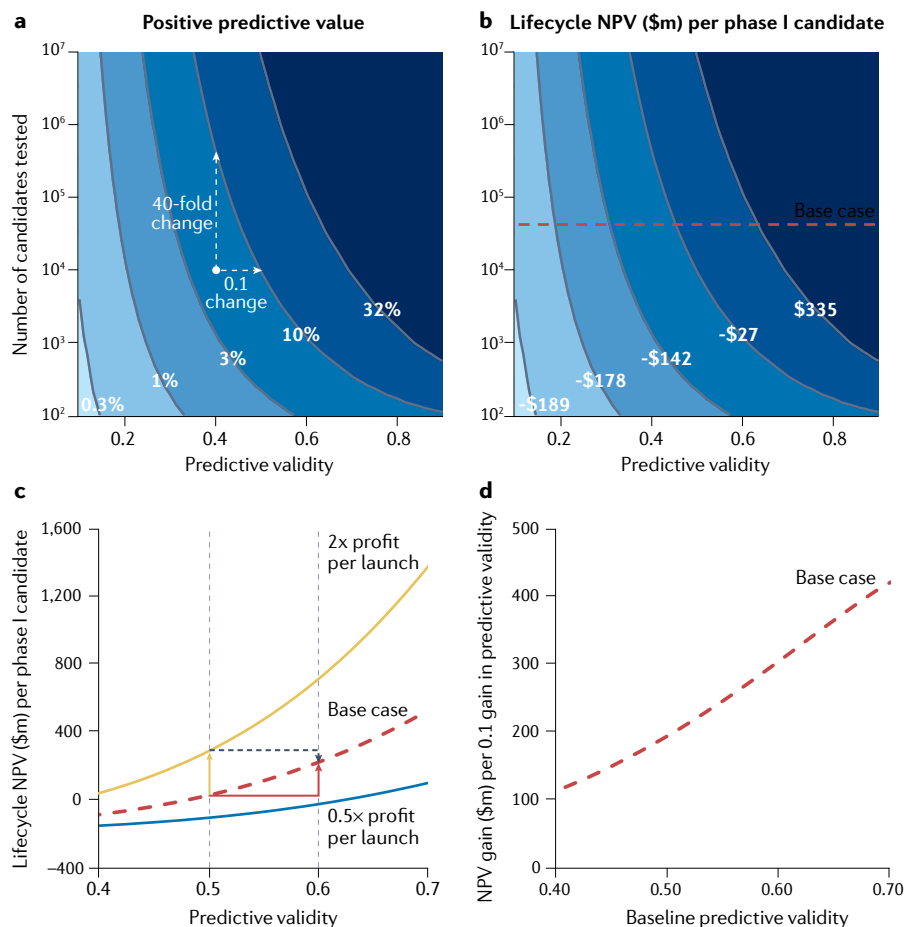 a Positive predictive value
Number of candidates tested
10⁷
10⁶
10⁵
10⁴
10³
10²
40-fold
change
0.1
change
32%
10%
3%
1%
0.3%
0.2 0.4 0.6 0.8
Predictive validity
b Lifecycle NPV ($m) per phase I candidate
10⁷
10⁶
10⁵
10⁴
10³
10²
Base case
$335
-$27
-$142
-$178
-$189
0.2 0.4 0.6 0.8
Predictive validity
c
Lifecycle NPV ($m) per phase I candidate
1,600
1,200
800
400
0
–400
2x profit
per launch
Base case
0.5× profit
per launch
0.4 0.5 0.6 0.7
Predictive validity
d
NPV gain ($m) per 0.1 gain in predictive validity
500
400
300
200
100
0
Base case
0.40 0.50 0.60 0.70
Baseline predictive validity